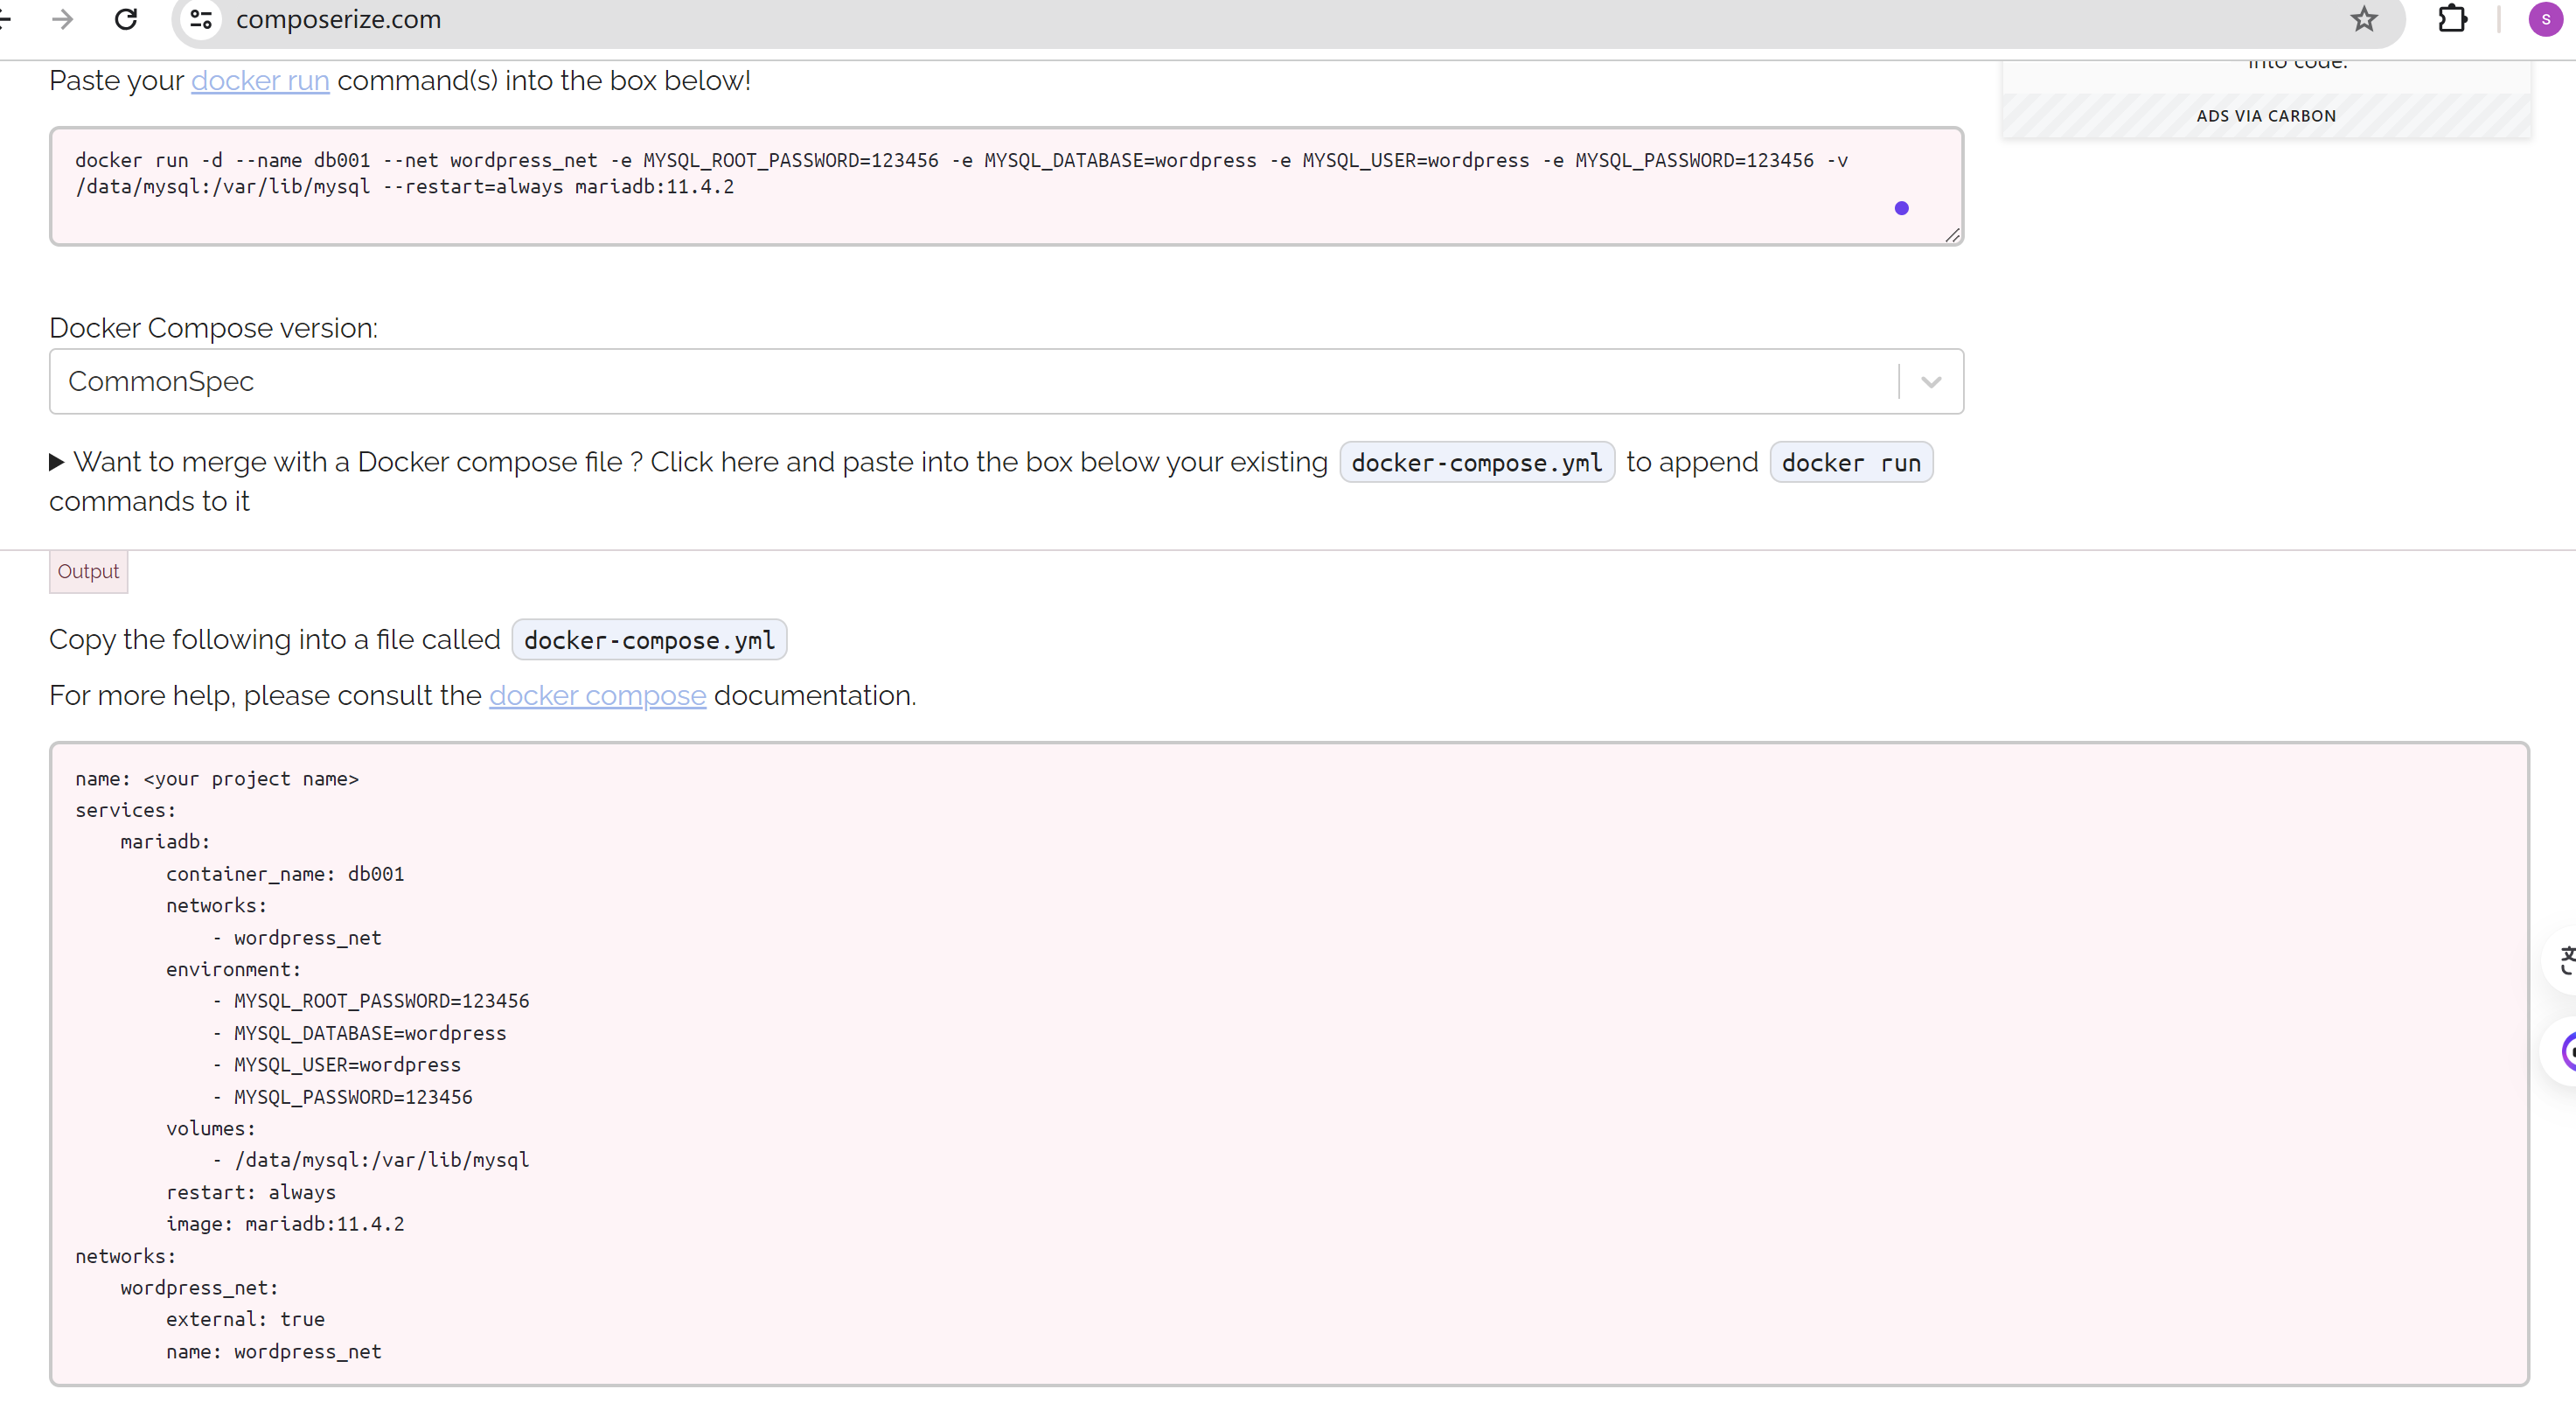 composerize.com
S
Paste your docker run command(s) into the box below!
into code.
ADS VIA CARBON
docker run -d --name db001 --net wordpress_net -e MYSQL_ROOT_PASSWORD=123456 -e MYSQL_DATABASE=wordpress -e MYSQL_USER=wordpress -e MYSQL_PASSWORD=123456 -v
/data/mysql:/var/lib/mysql --restart=always mariadb:11.4.2
Docker Compose version:
CommonSpec
Want to merge with a Docker compose file ? Click here and paste into the box below your existing docker-compose.yml to append docker run
commands to it
Output
Copy the following into a file called docker-compose.yml
For more help, please consult the docker compose documentation.
name: <your project name>
services:
    mariadb:
        container_name: db001
        networks:
            - wordpress_net
        environment:
            - MYSQL_ROOT_PASSWORD=123456
            - MYSQL_DATABASE=wordpress
            - MYSQL_USER=wordpress
            - MYSQL_PASSWORD=123456
        volumes:
            - /data/mysql:/var/lib/mysql
        restart: always
        image: mariadb:11.4.2
networks:
    wordpress_net:
        external: true
        name: wordpress_net